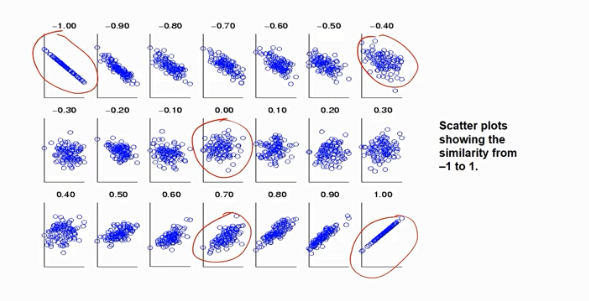 −1.00 −0.90 −0.80 −0.70 −0.60 −0.50 −0.40
−0.30 −0.20 −0.10 0.00 0.10 0.20 0.30
0.40 0.50 0.60 0.70 0.80 0.90 1.00
Scatter plots
showing the
similarity from
–1 to 1.